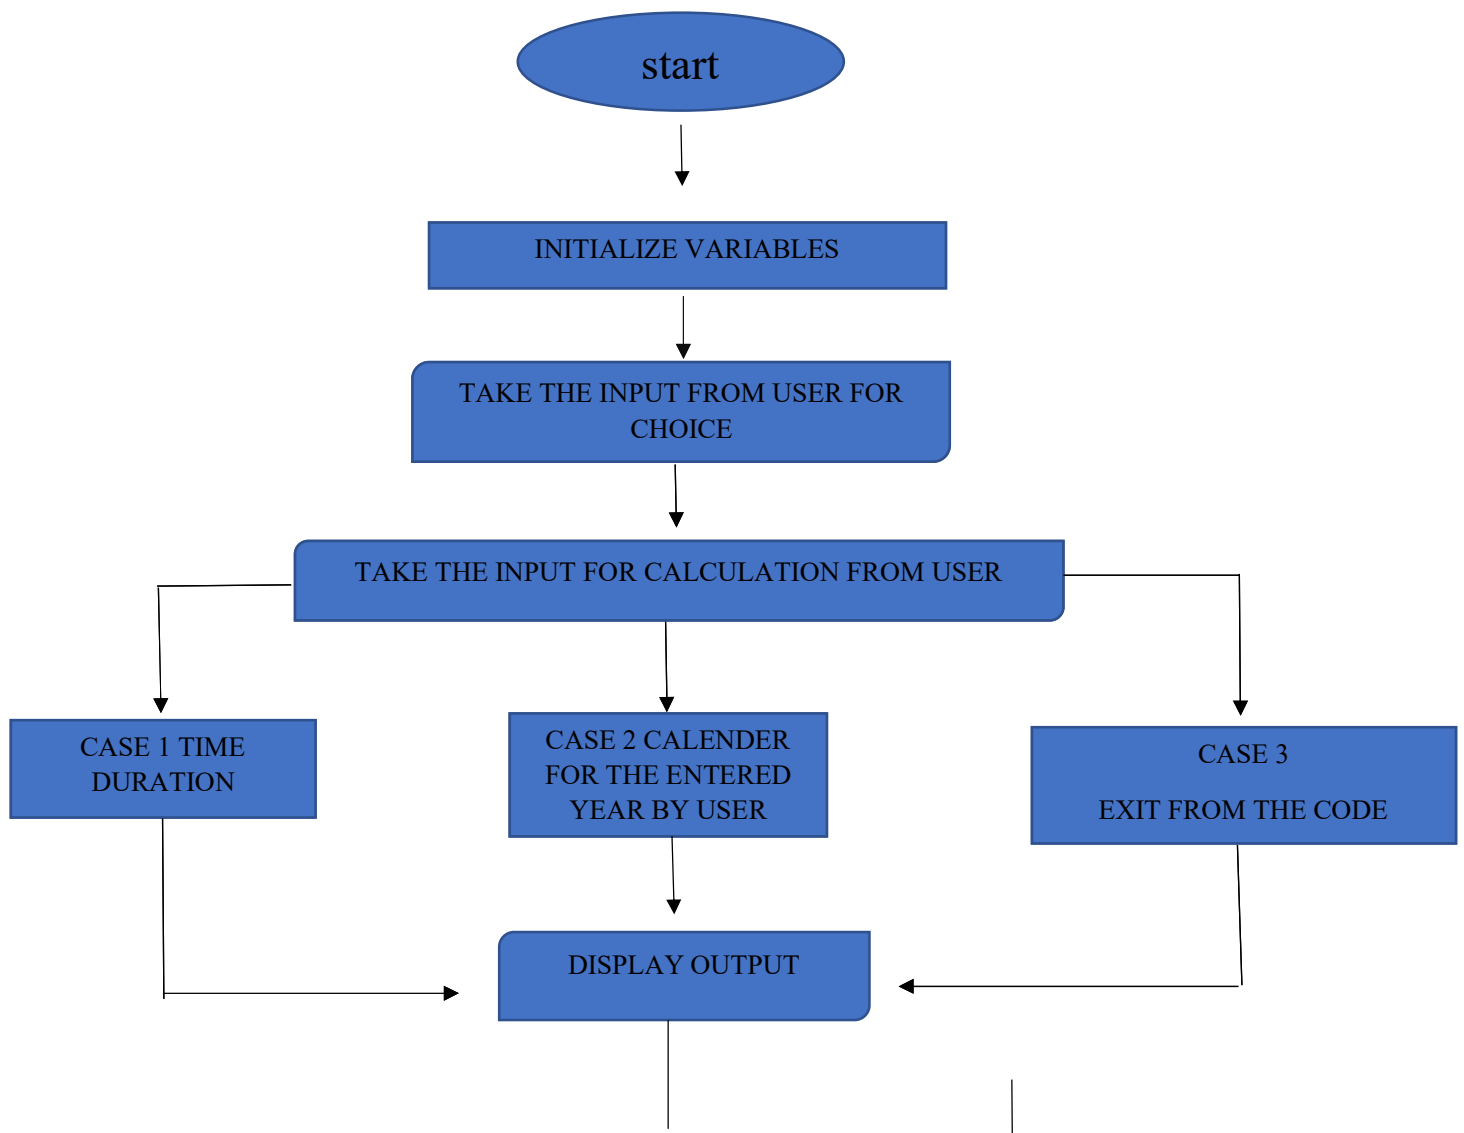 start
INITIALIZE VARIABLES
TAKE THE INPUT FROM USER FOR
CHOICE
TAKE THE INPUT FOR CALCULATION FROM USER
CASE 1 TIME
DURATION
CASE 2 CALENDER
FOR THE ENTERED
YEAR BY USER
CASE 3
EXIT FROM THE CODE
DISPLAY OUTPUT